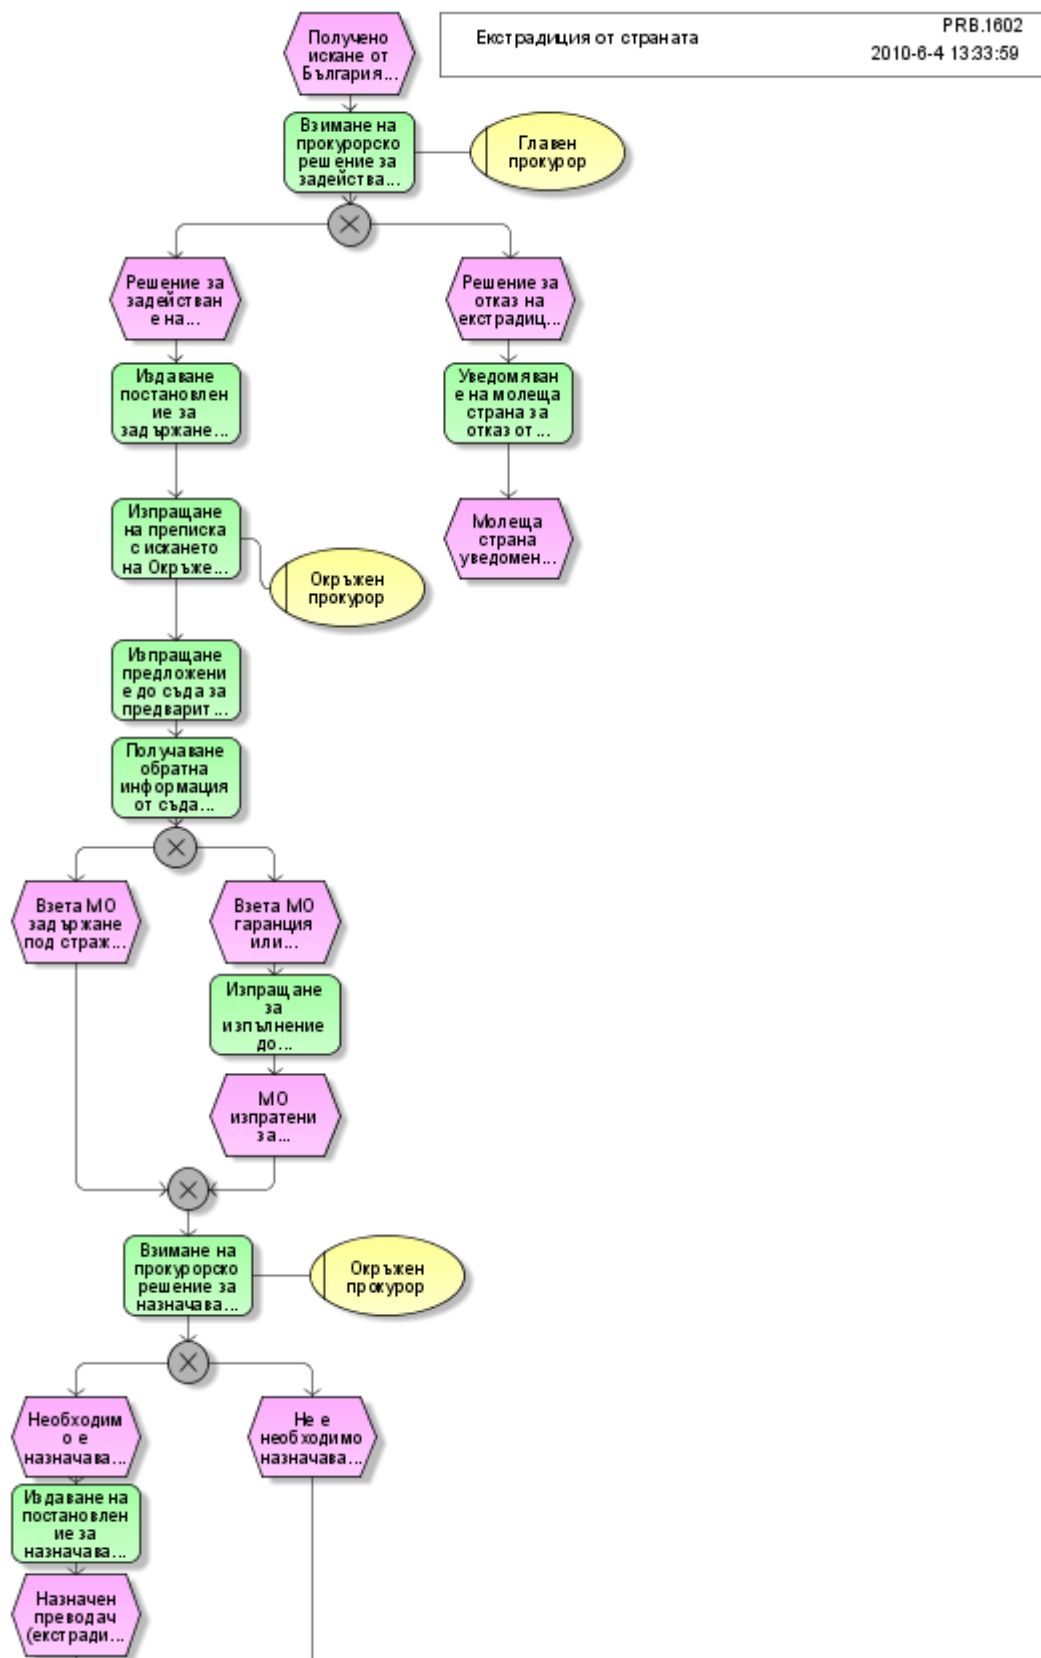 Получено
искане от
България...
Екстрадиция от страната
PRB.1602
2010-6-4 13:33:59
Взимане на
прокурорско
решение за
задейства...
Главен
прокурор
Решение за
задействан
е на...
Решение за
отказ на
екстрадиц...
Издаване
постановлен
ие за
задържане...
Уведомяван
е на молеща
страна за
отказ от ...
Изпращане
на преписка
с искането
на Окръже...
Молеща
страна
уведомен...
Окръжен
прокурор
Изпращане
предложени
е до съда за
предварит...
Получаване
обратна
информация
от съда...
Взета МО
задържане
под страж...
Взета МО
гаранция
или...
Изпращане
за
изпълнение
до...
МО
изпратени
за...
Взимане на
прокурорско
решение за
назначава...
Окръжен
прокурор
Необходим
о е
назначава...
Не е
необходимо
назначава...
Издаване на
постановлен
ие за
назначава...
Назначен
преводач
(екстради...